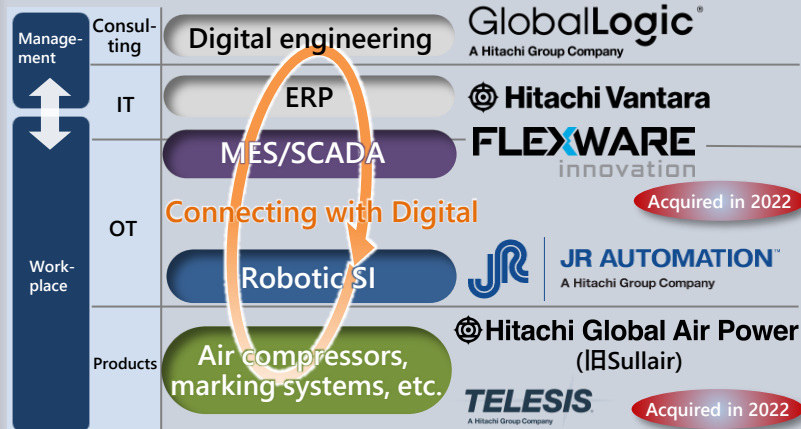 Manage-
ment
Consul-
ting
Digital engineering
GlobalLogic®
A Hitachi Group Company
IT
ERP
Hitachi Vantara
MES/SCADA
FLEXWARE
innovation
Acquired in 2022
OT
Connecting with Digital
Work-
place
Robotic SI
JR
JR AUTOMATION™
A Hitachi Group Company
Products
Air compressors,
marking systems, etc.
Hitachi Global Air Power
(旧Sullair)
TELESIS
A Hitachi Group Company
Acquired in 2022